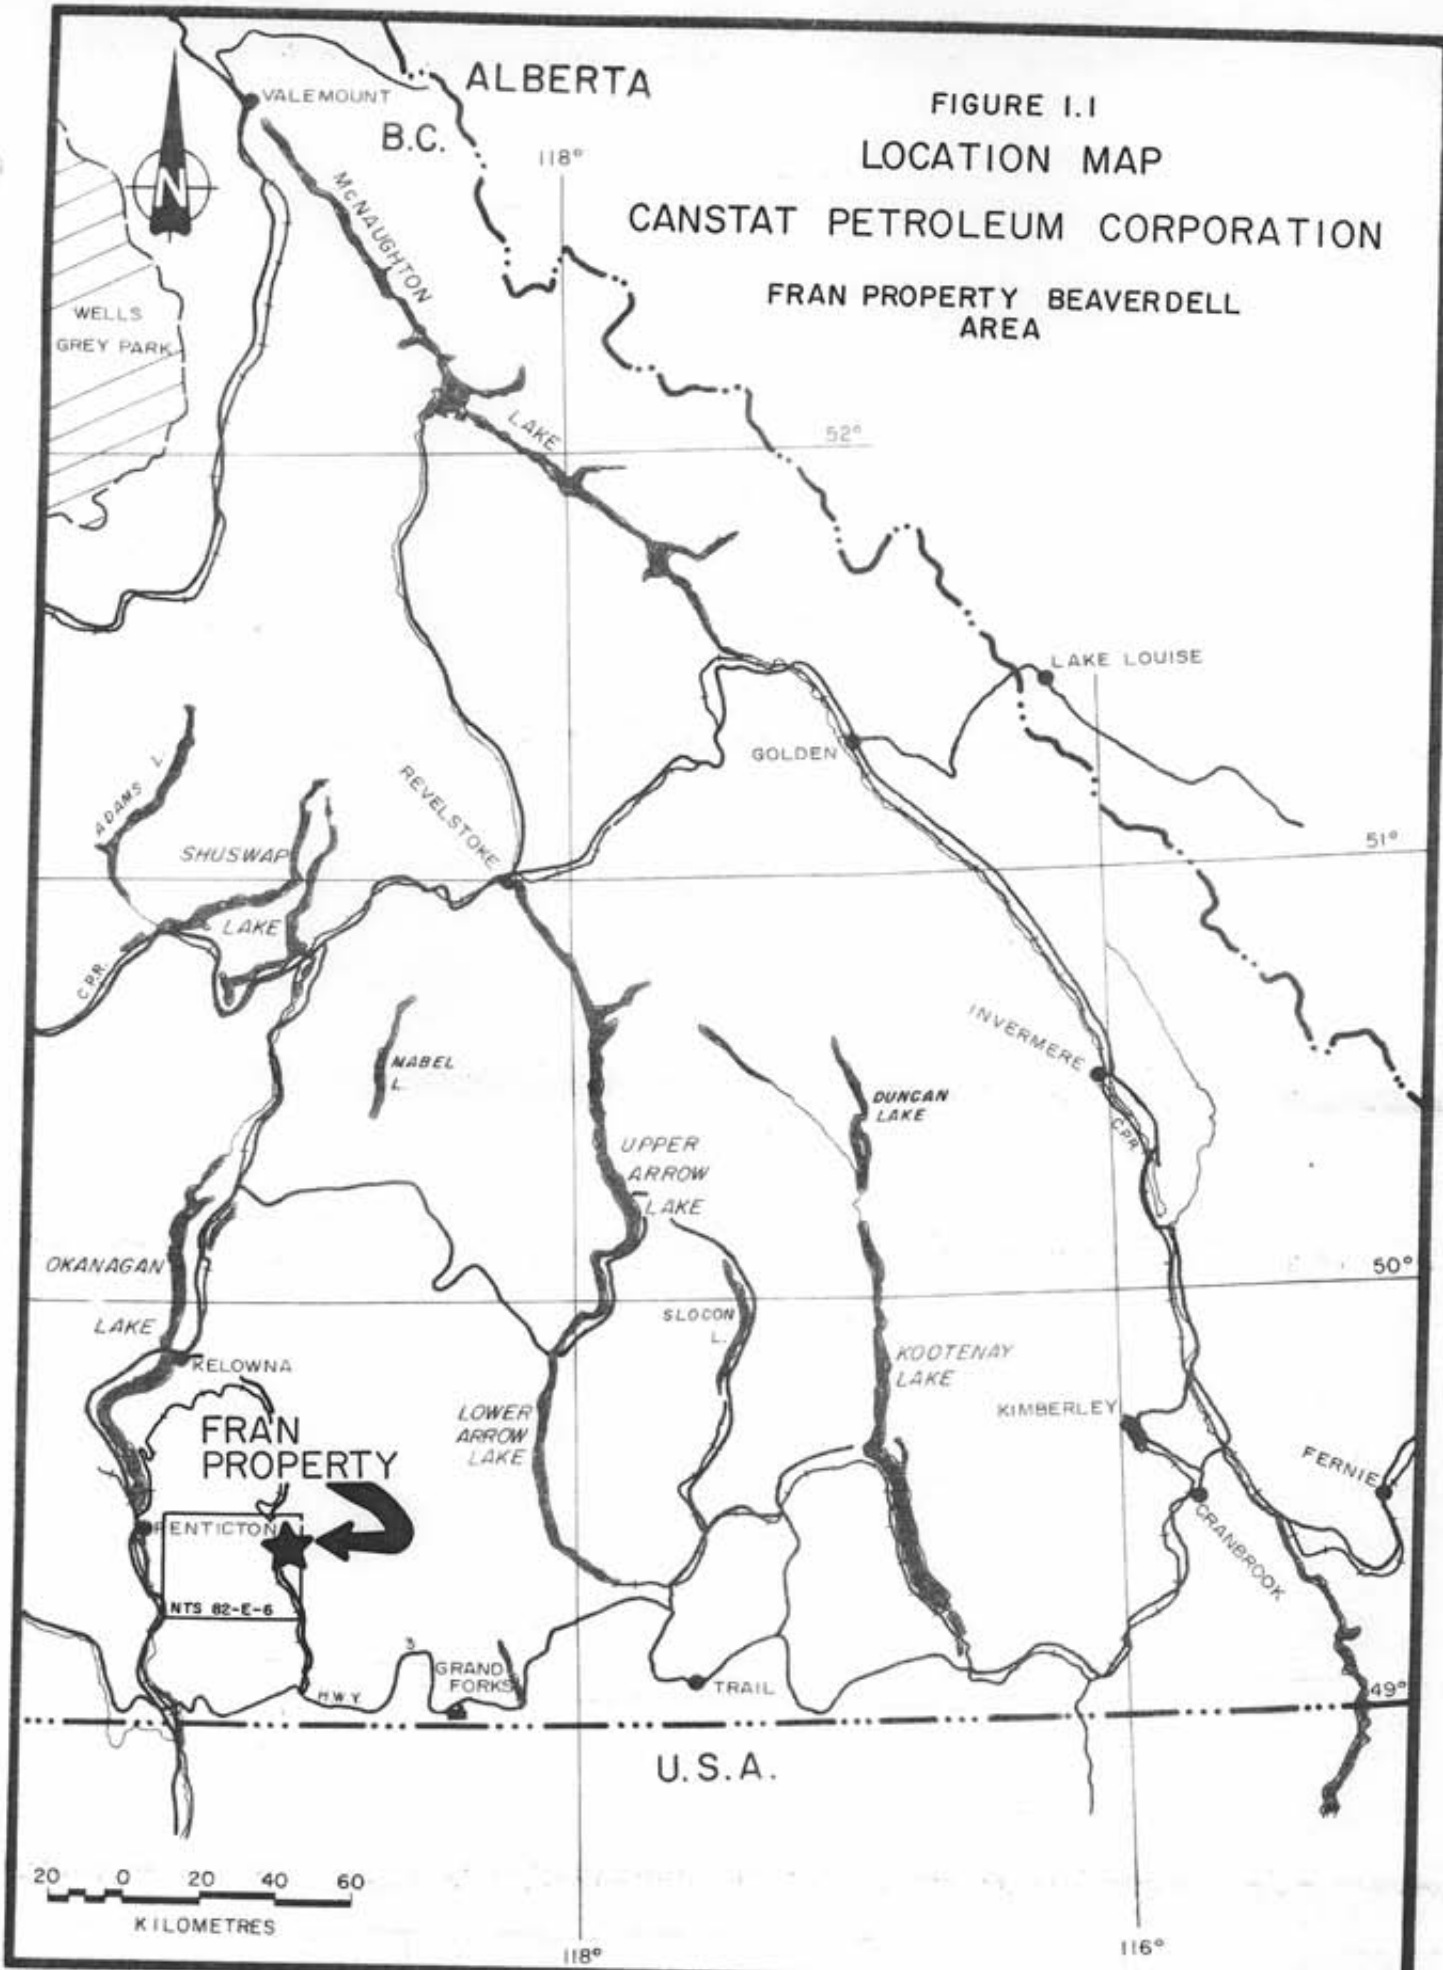 FIGURE 1.1
LOCATION MAP
CANSTAT PETROLEUM CORPORATION
FRAN PROPERTY BEAVERDELL
AREA
ALBERTA
B.C.
VALEMOUNT
118°
N
McNAUGHTON
LAKE
WELLS
GREY PARK
52°
LAKE LOUISE
GOLDEN
REVELSTOKE
ADAMS L.
SHUSWAP
LAKE
51°
C.P.R.
MABEL
L.
INVERMERE
C.P.R.
DUNCAN
LAKE
UPPER
ARROW
LAKE
OKANAGAN
LAKE
50°
SLOCON
L.
KELOWNA
KOOTENAY
LAKE
KIMBERLEY
LOWER
ARROW
LAKE
FRAN
PROPERTY
FERNIE
CRANBROOK
PENTICTON
NTS 82-E-6
3
H.W.Y.
GRAND
FORKS
TRAIL
49°
U.S.A.
20 0 20 40 60
KILOMETRES
118°
116°